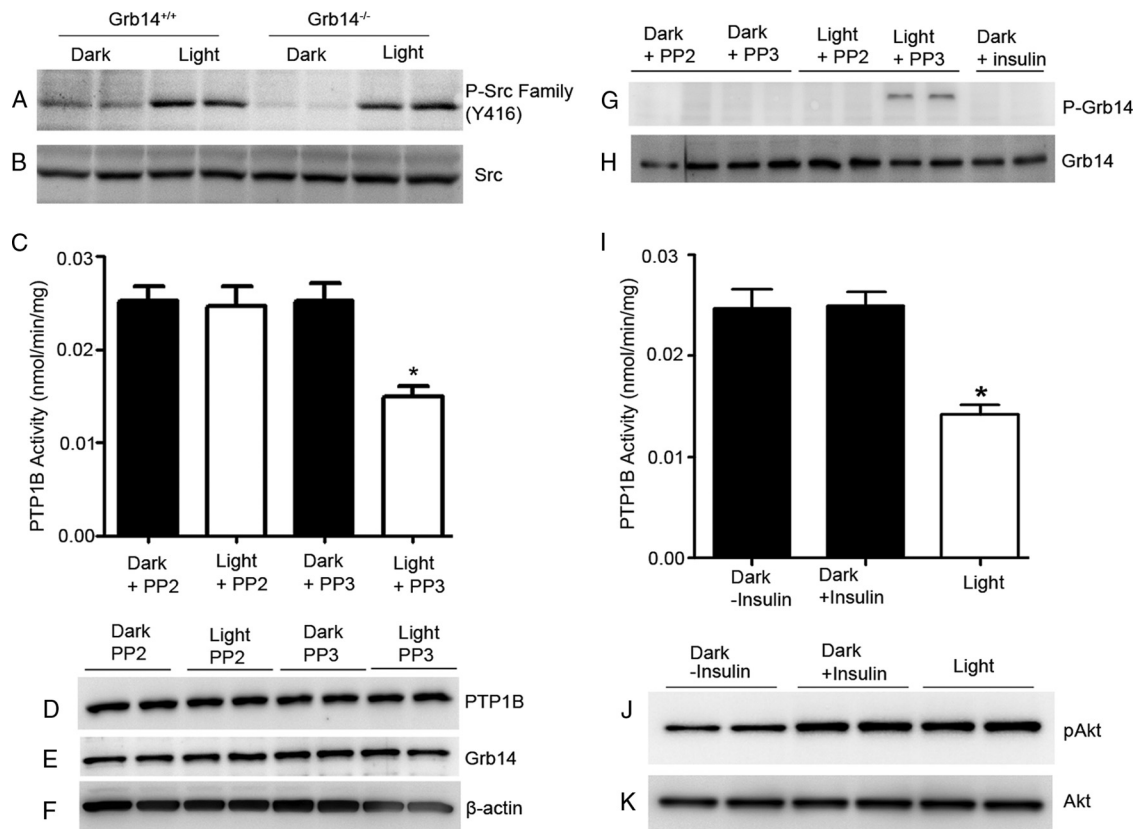 Grb14+/+ Grb14-/-
Dark Light Dark Light
A P-Src Family
(Y416)
B Src
C
PTP1B Activity (nmol/min/mg)
0.03
0.02
0.01
0.00
Dark Light Dark Light
+ PP2 + PP2 + PP3 + PP3
*
Dark Light Dark Light
PP2 PP2 PP3 PP3
D PTP1B
E Grb14
F β-actin
Dark Dark Light Light Dark
+ PP2 + PP3 + PP2 + PP3 + insulin
G P-Grb14
H Grb14
I
PTP1B Activity (nmol/min/mg)
0.03
0.02
0.01
0.00
*
Dark Dark Light
-Insulin +Insulin
Dark Dark Light
-Insulin +Insulin
J pAkt
K Akt